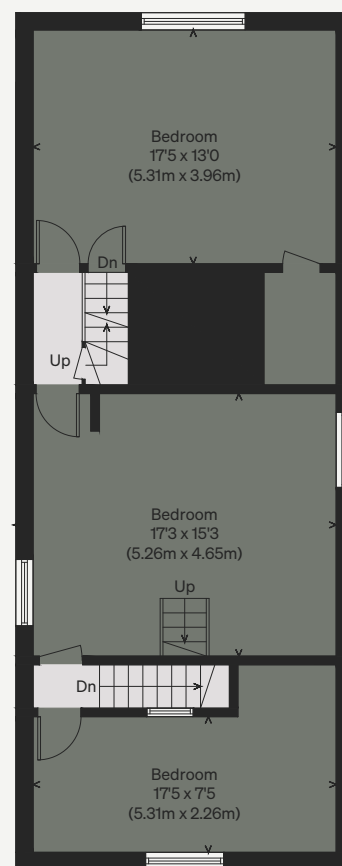 Bedroom
17'5 x 13'0
(5.31m x 3.96m)
Dn
Up
Bedroom
17'3 x 15'3
(5.26m x 4.65m)
Up
Dn
Bedroom
17'5 x 7'5
(5.31m x 2.26m)